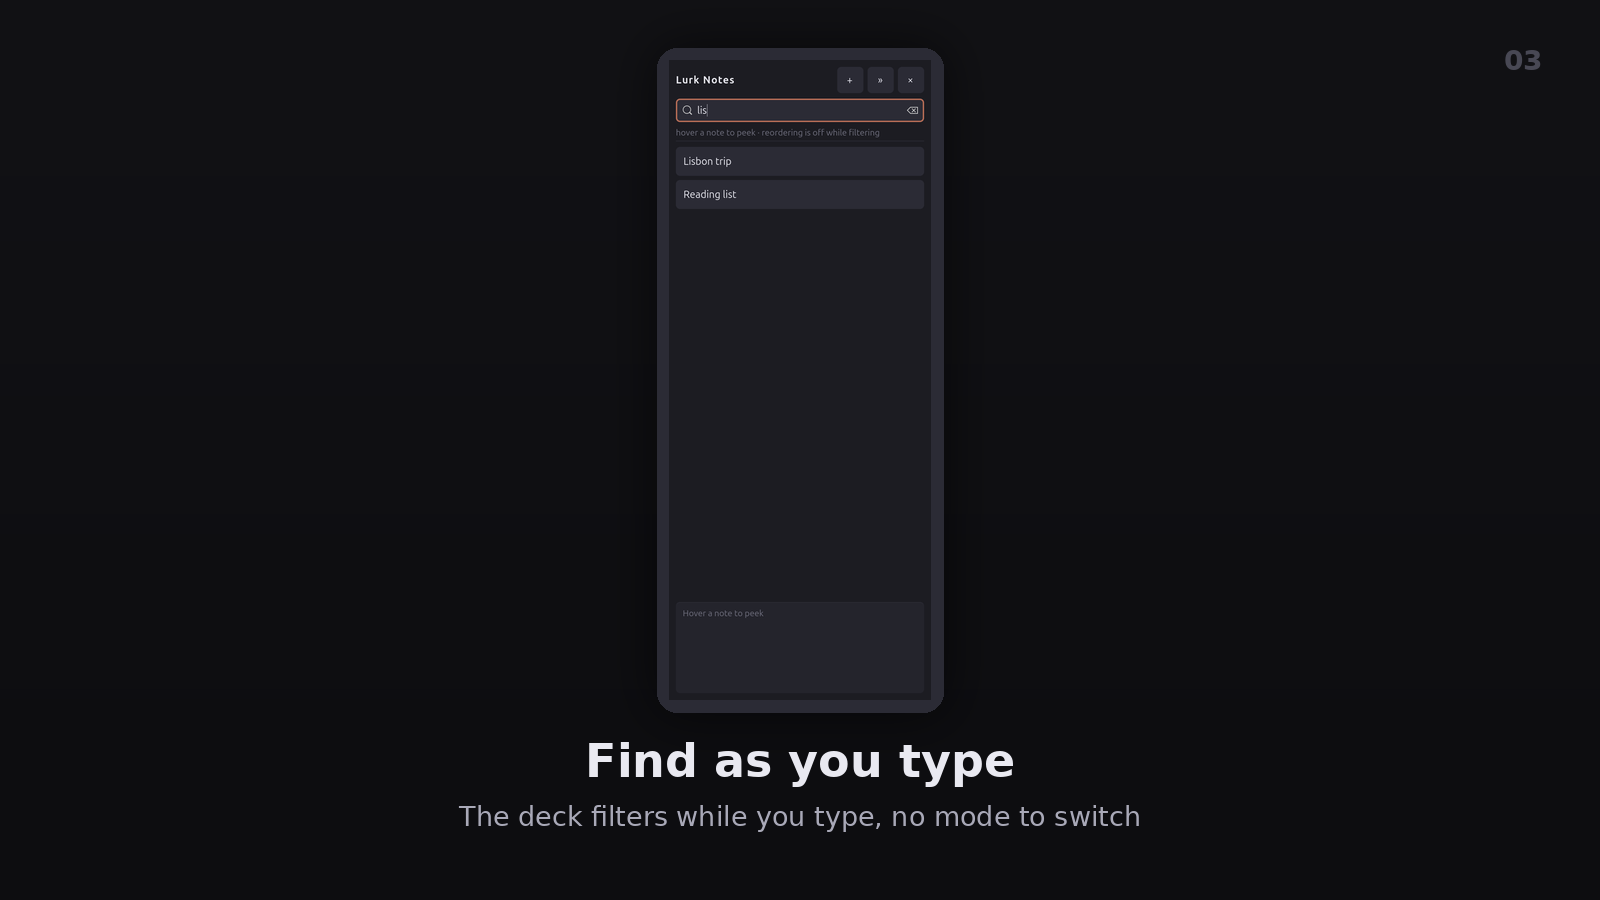 03
Lurk Notes
+ » ×
lis
hover a note to peek · reordering is off while filtering
Lisbon trip
Reading list
Hover a note to peek
Find as you type
The deck filters while you type, no mode to switch